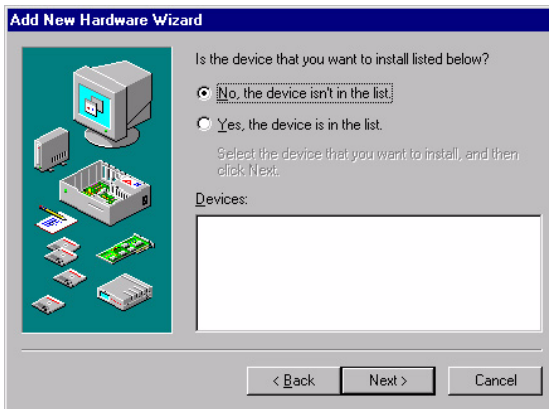 Add New Hardware Wizard
Is the device that you want to install listed below?
No, the device isn't in the list.
Yes, the device is in the list.
Select the device that you want to install, and then
click Next.
Devices:
< Back
Next >
Cancel